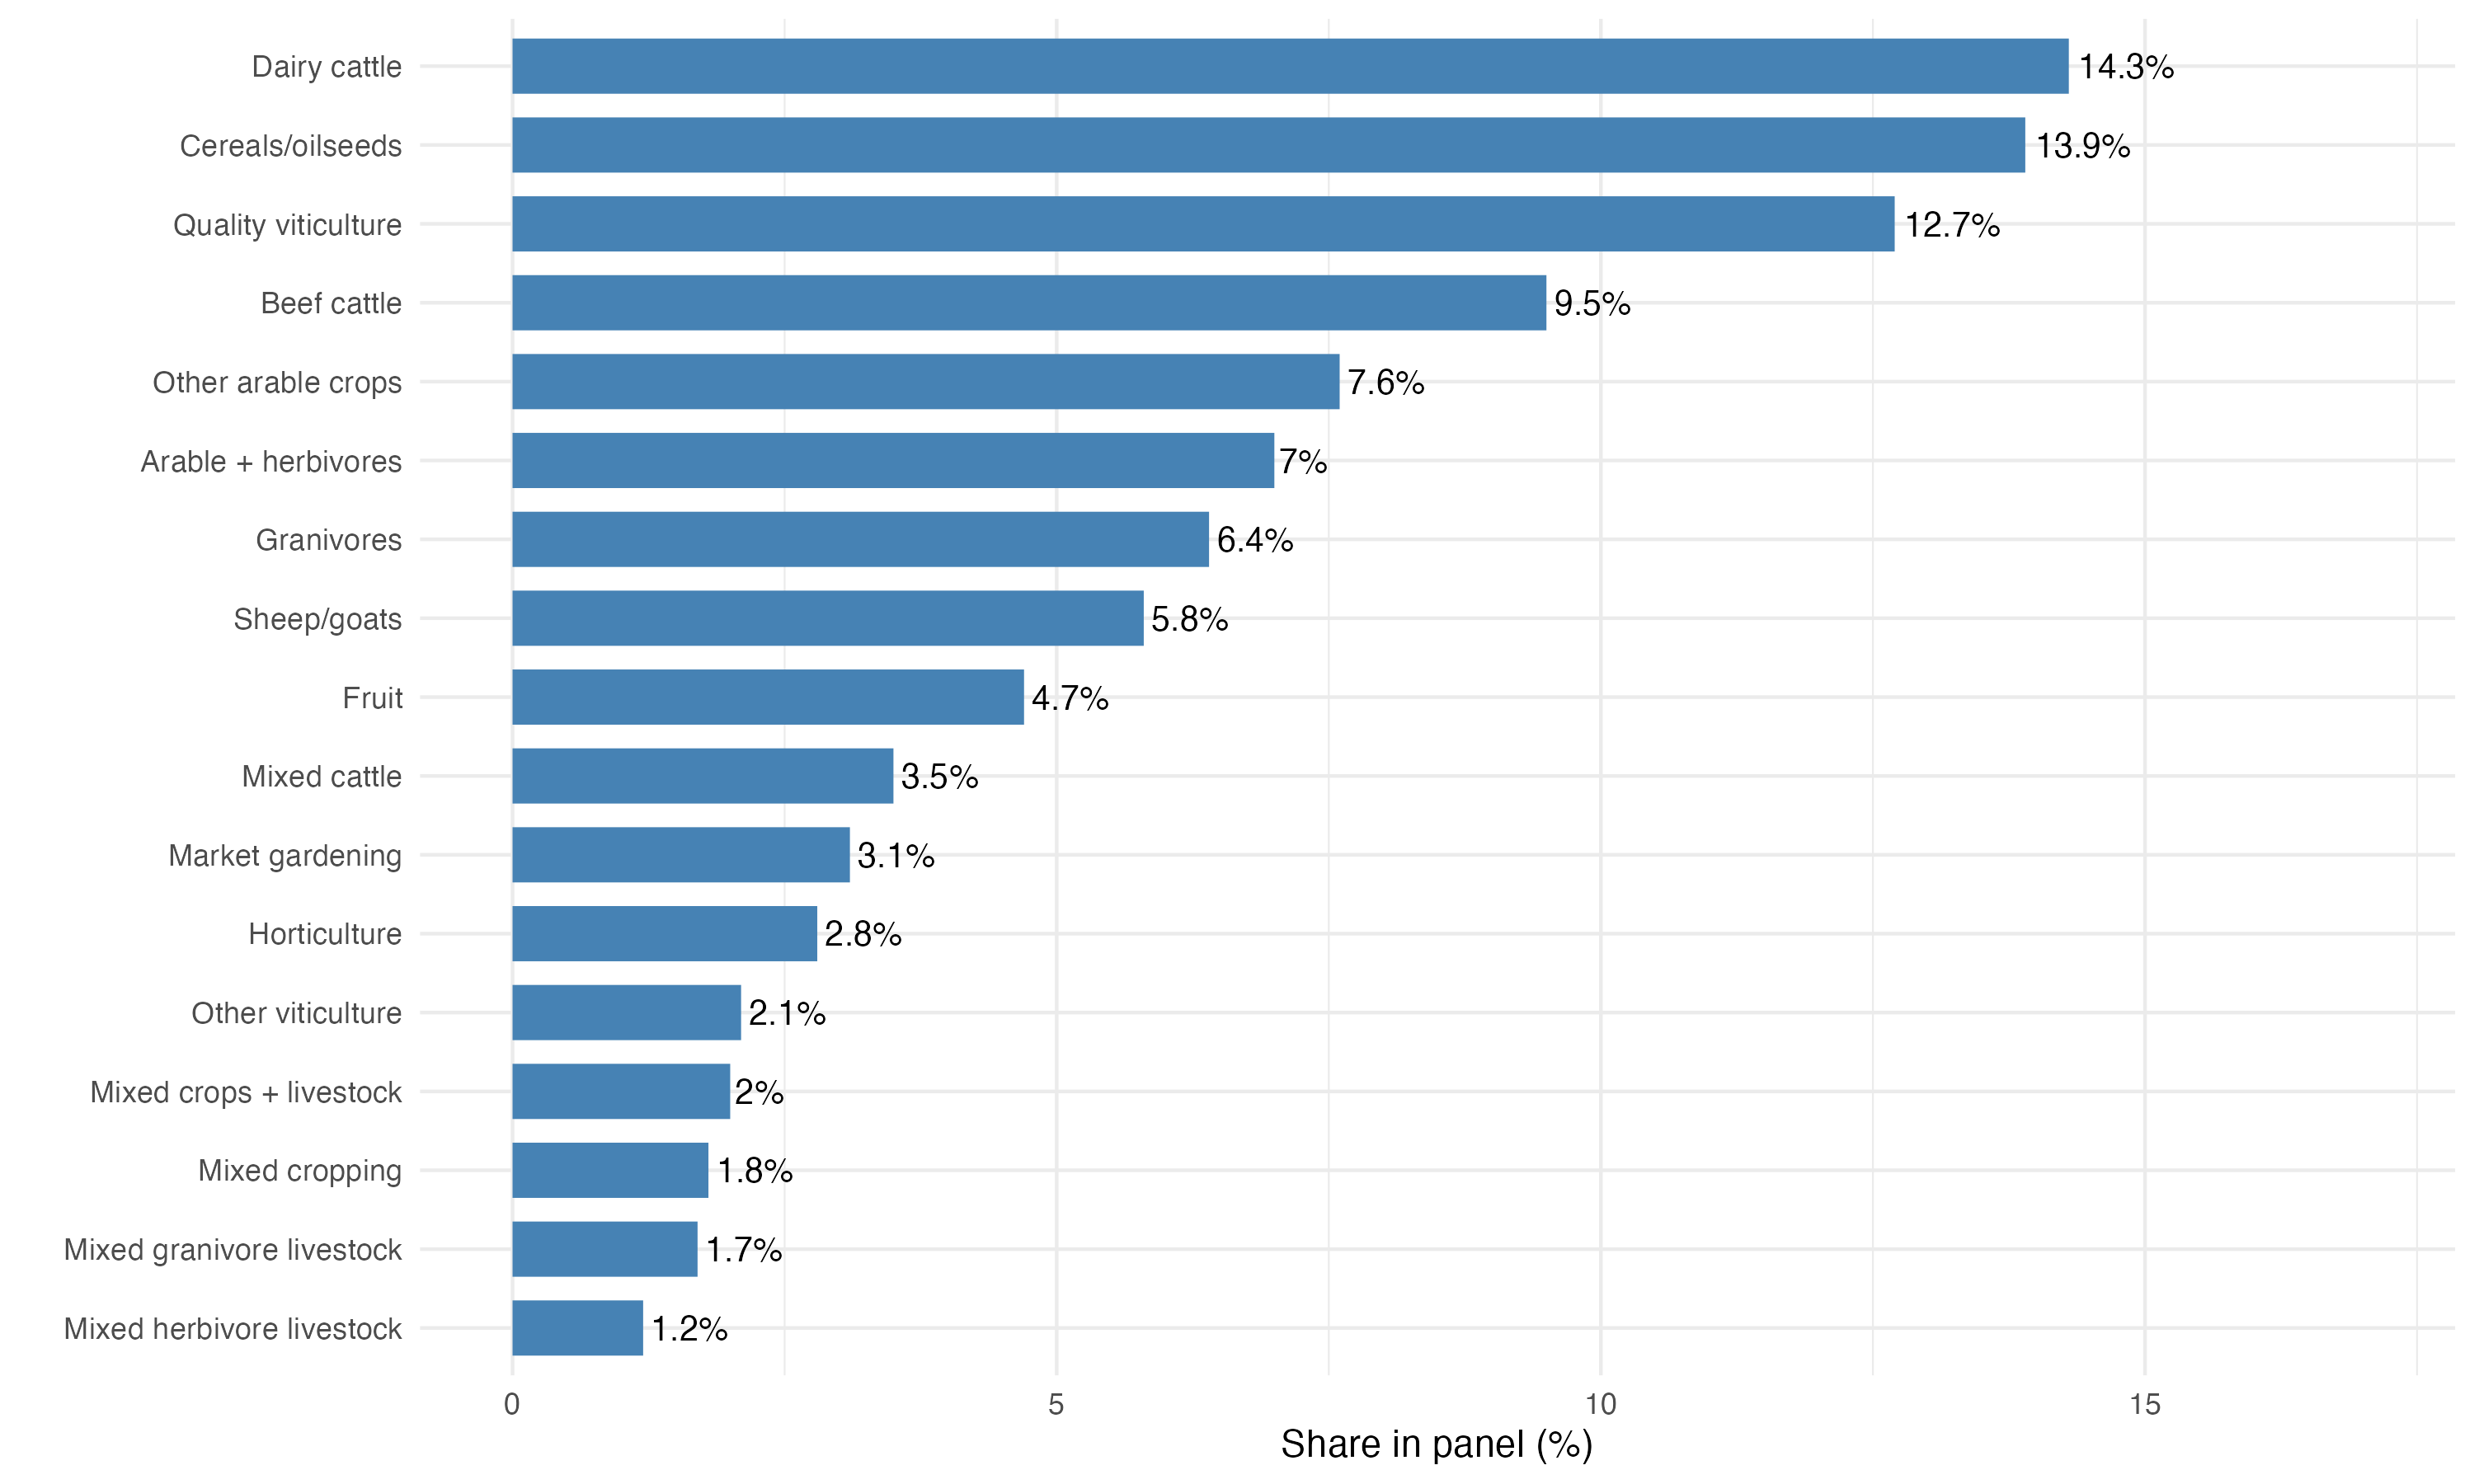 Dairy cattle 14.3%
Cereals/oilseeds 13.9%
Quality viticulture 12.7%
Beef cattle 9.5%
Other arable crops 7.6%
Arable + herbivores 7%
Granivores 6.4%
Sheep/goats 5.8%
Fruit 4.7%
Mixed cattle 3.5%
Market gardening 3.1%
Horticulture 2.8%
Other viticulture 2.1%
Mixed crops + livestock 2%
Mixed cropping 1.8%
Mixed granivore livestock 1.7%
Mixed herbivore livestock 1.2%
0 5 10 15
Share in panel (%)